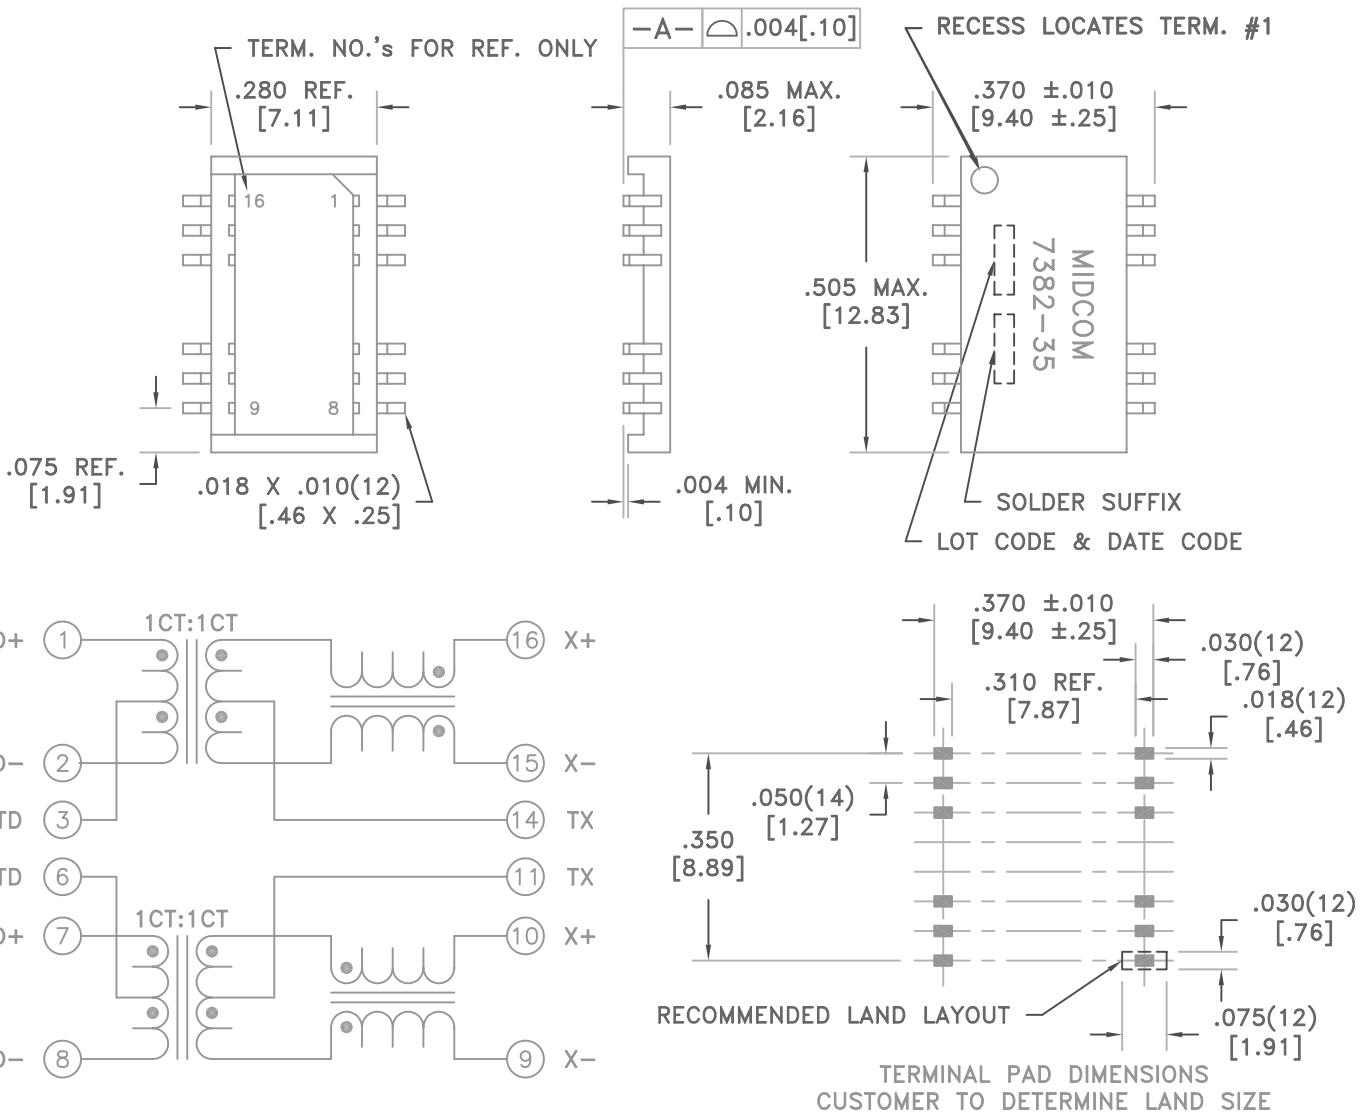 TERM. NO.'s FOR REF. ONLY
.280 REF.
[7.11]
16 1
9 8
.075 REF.
[1.91]
.018 X .010(12)
[.46 X .25]
-A- .004[.10]
.085 MAX.
[2.16]
.004 MIN.
[.10]
RECESS LOCATES TERM. #1
.370 ±.010
[9.40 ±.25]
.505 MAX.
[12.83]
MIDCOM
7382-35
SOLDER SUFFIX
LOT CODE & DATE CODE
1CT:1CT
+ 1 16 X+
- 2 15 X-
TD 3 14 TX
TD 6 11 TX
1CT:1CT
+ 7 10 X+
- 8 9 X-
.370 ±.010
[9.40 ±.25]
.030(12)
[.76]
.310 REF.
[7.87]
.018(12)
[.46]
.050(14)
[1.27]
.350
[8.89]
.030(12)
[.76]
RECOMMENDED LAND LAYOUT
.075(12)
[1.91]
TERMINAL PAD DIMENSIONS
CUSTOMER TO DETERMINE LAND SIZE